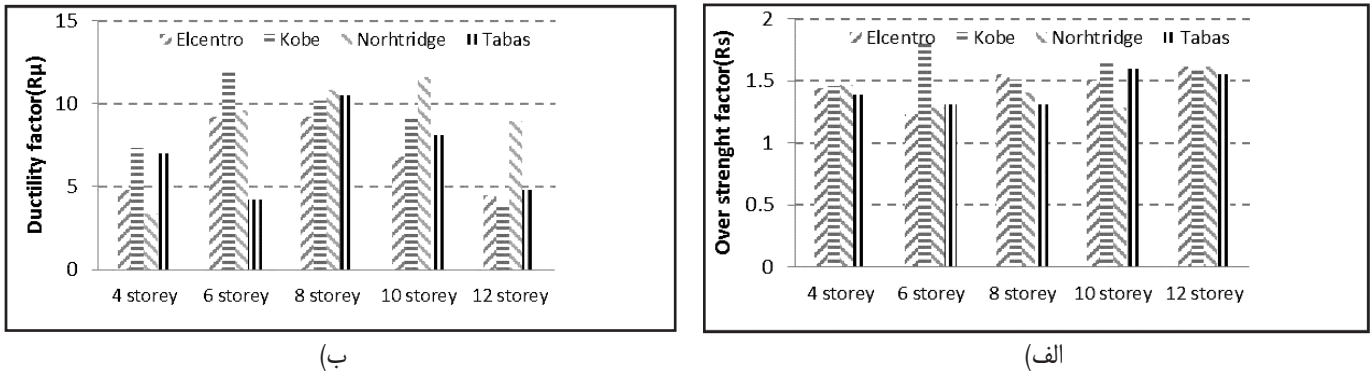 Ductility factor(Rμ)
15
10
5
0
Elcentro Kobe Norhtridge Tabas
4 storey 6 storey 8 storey 10 storey 12 storey
ب)
Over strenght factor(Rs)
2
1.5
1
0.5
0
Elcentro Kobe Norhtridge Tabas
4 storey 6 storey 8 storey 10 storey 12 storey
الف)